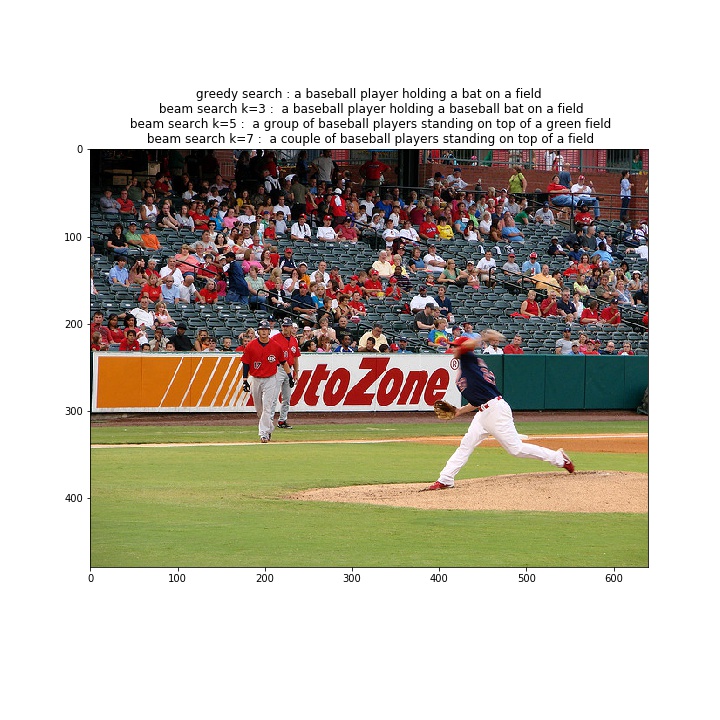 greedy search : a baseball player holding a bat on a field
beam search k=3 :  a baseball player holding a baseball bat on a field
beam search k=5 :  a group of baseball players standing on top of a green field
beam search k=7 :  a couple of baseball players standing on top of a field
0
100
200
300
400
utoZone.®
0 100 200 300 400 500 600